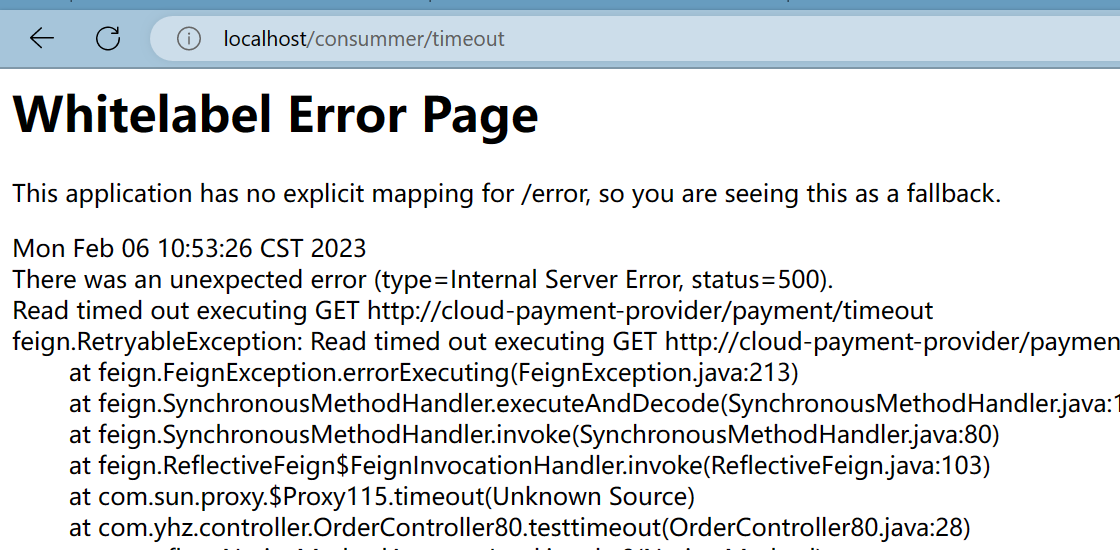 localhost/consummer/timeout
Whitelabel Error Page
This application has no explicit mapping for /error, so you are seeing this as a fallback.
Mon Feb 06 10:53:26 CST 2023
There was an unexpected error (type=Internal Server Error, status=500).
Read timed out executing GET http://cloud-payment-provider/payment/timeout
feign.RetryableException: Read timed out executing GET http://cloud-payment-provider/paymen
at feign.FeignException.errorExecuting(FeignException.java:213)
at feign.SynchronousMethodHandler.executeAndDecode(SynchronousMethodHandler.java:1
at feign.SynchronousMethodHandler.invoke(SynchronousMethodHandler.java:80)
at feign.ReflectiveFeign$FeignInvocationHandler.invoke(ReflectiveFeign.java:103)
at com.sun.proxy.$Proxy115.timeout(Unknown Source)
at com.yhz.controller.OrderController80.testtimeout(OrderController80.java:28)